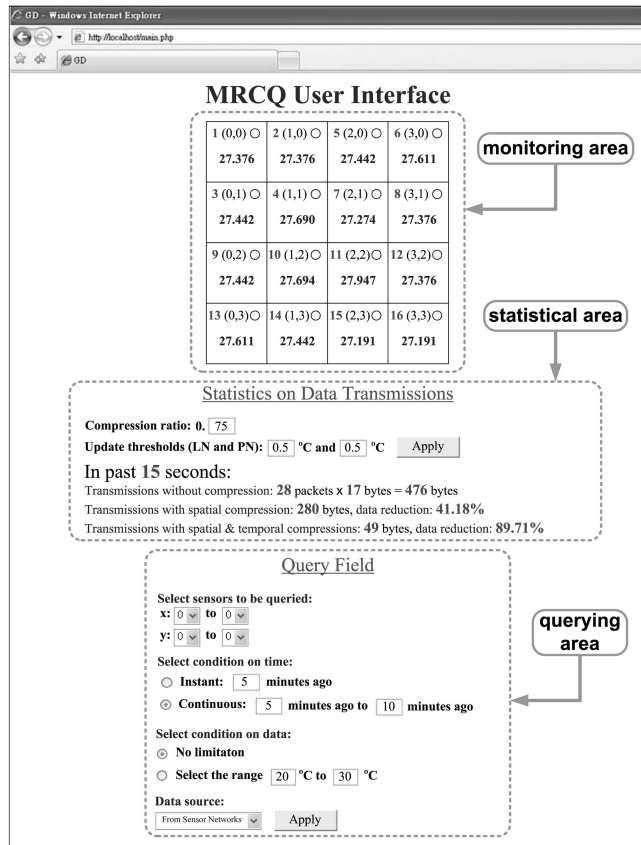 GD - Windows Internet Explorer
http://localhost/main.php
GD
MRCQ User Interface
1 (0,0) 2 (1,0) 5 (2,0) 6 (3,0)
27.376 27.376 27.442 27.611
3 (0,1) 4 (1,1) 7 (2,1) 8 (3,1)
27.442 27.690 27.274 27.376
9 (0,2) 10 (1,2) 11 (2,2) 12 (3,2)
27.442 27.694 27.947 27.376
13 (0,3) 14 (1,3) 15 (2,3) 16 (3,3)
27.611 27.442 27.191 27.191
monitoring area
statistical area
Statistics on Data Transmissions
Compression ratio: 0. 75
Update thresholds (LN and PN): 0.5 °C and 0.5 °C Apply
In past 15 seconds:
Transmissions without compression: 28 packets x 17 bytes = 476 bytes
Transmissions with spatial compression: 280 bytes, data reduction: 41.18%
Transmissions with spatial & temporal compressions: 49 bytes, data reduction: 89.71%
Query Field
Select sensors to be queried:
x: 0 to 0
y: 0 to 0
querying
area
Select condition on time:
Instant: 5 minutes ago
Continuous: 5 minutes ago to 10 minutes ago
Select condition on data:
No limitaton
Select the range 20 °C to 30 °C
Data source:
From Sensor Networks Apply